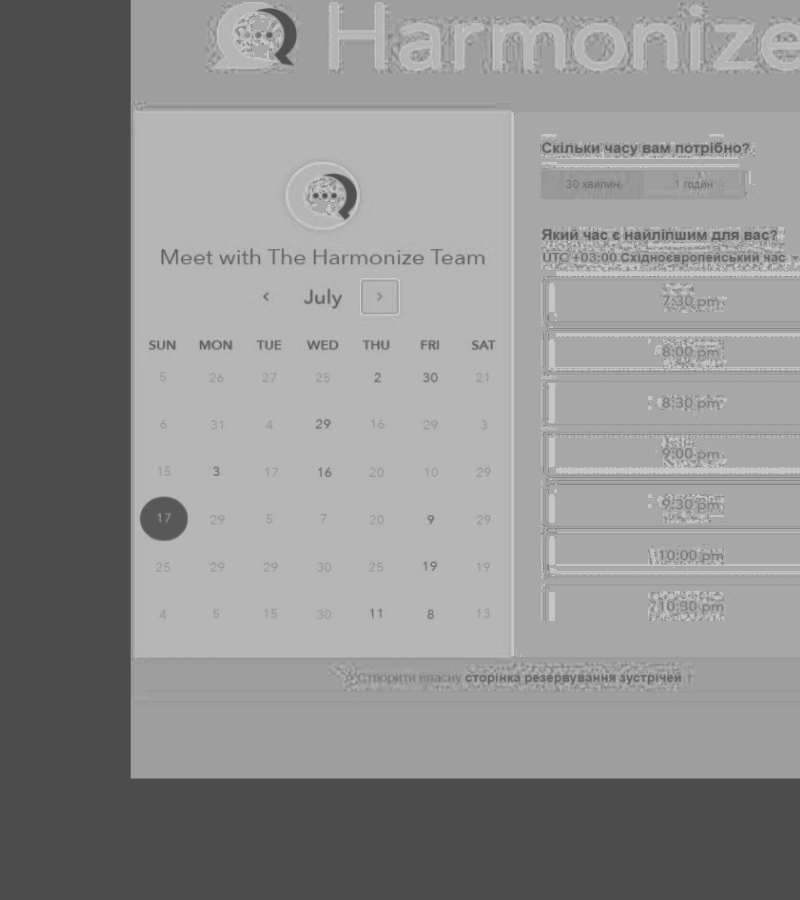 Harmonize
Meet with The Harmonize Team
July
SUN MON TUE WED THU FRI SAT
5 26 27 25 2 30 21
6 31 4 29 16 29 3
15 3 17 16 20 10 29
17 29 5 7 20 9 29
25 29 29 30 25 19 19
4 5 15 30 11 8 13
Скільки часу вам потрібно?
30 хвилин 1 годин
Який час є найліпшим для вас?
UTC +03:00 Східноєвропейський час
7:30 pm
8:00 pm
8:30 pm
9:00 pm
9:30 pm
10:00 pm
10:30 pm
Створити власну сторінка резервування зустрічей